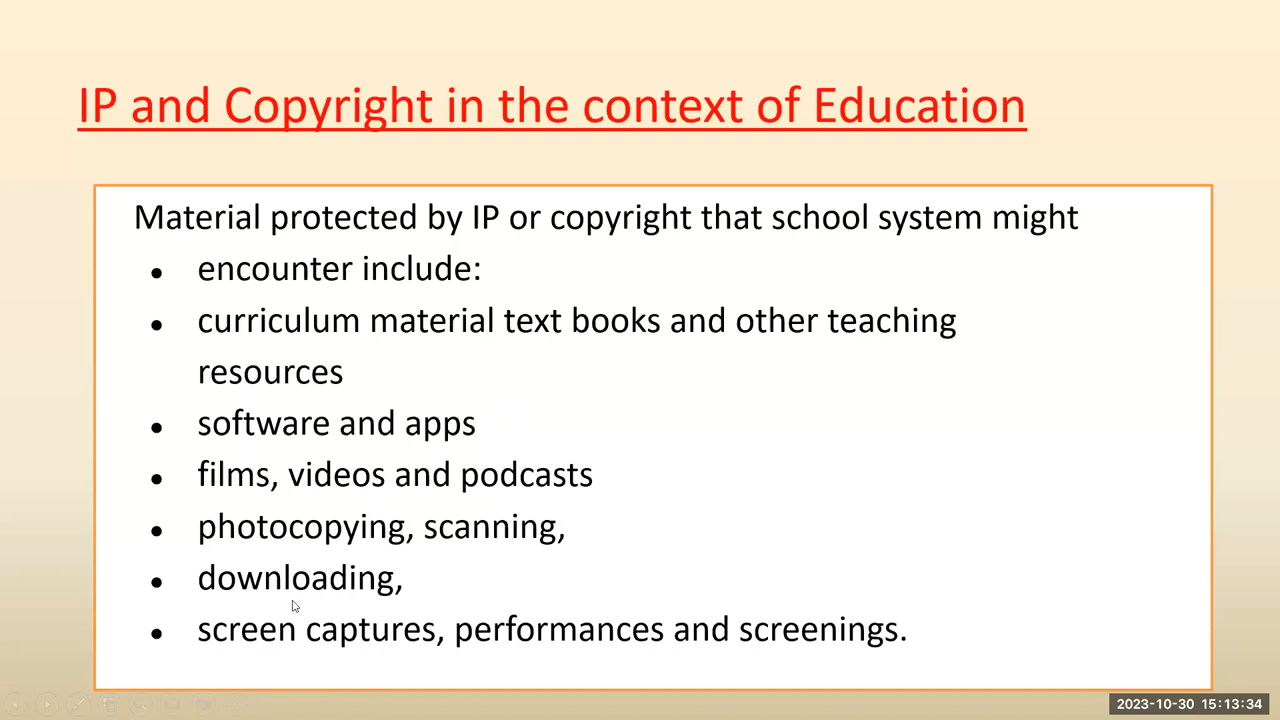 IP and Copyright in the context of Education
Material protected by IP or copyright that school system might
• encounter include:
• curriculum material text books and other teaching
resources
• software and apps
• films, videos and podcasts
• photocopying, scanning,
• downloading,
• screen captures, performances and screenings.
2023-10-30 15:13:34